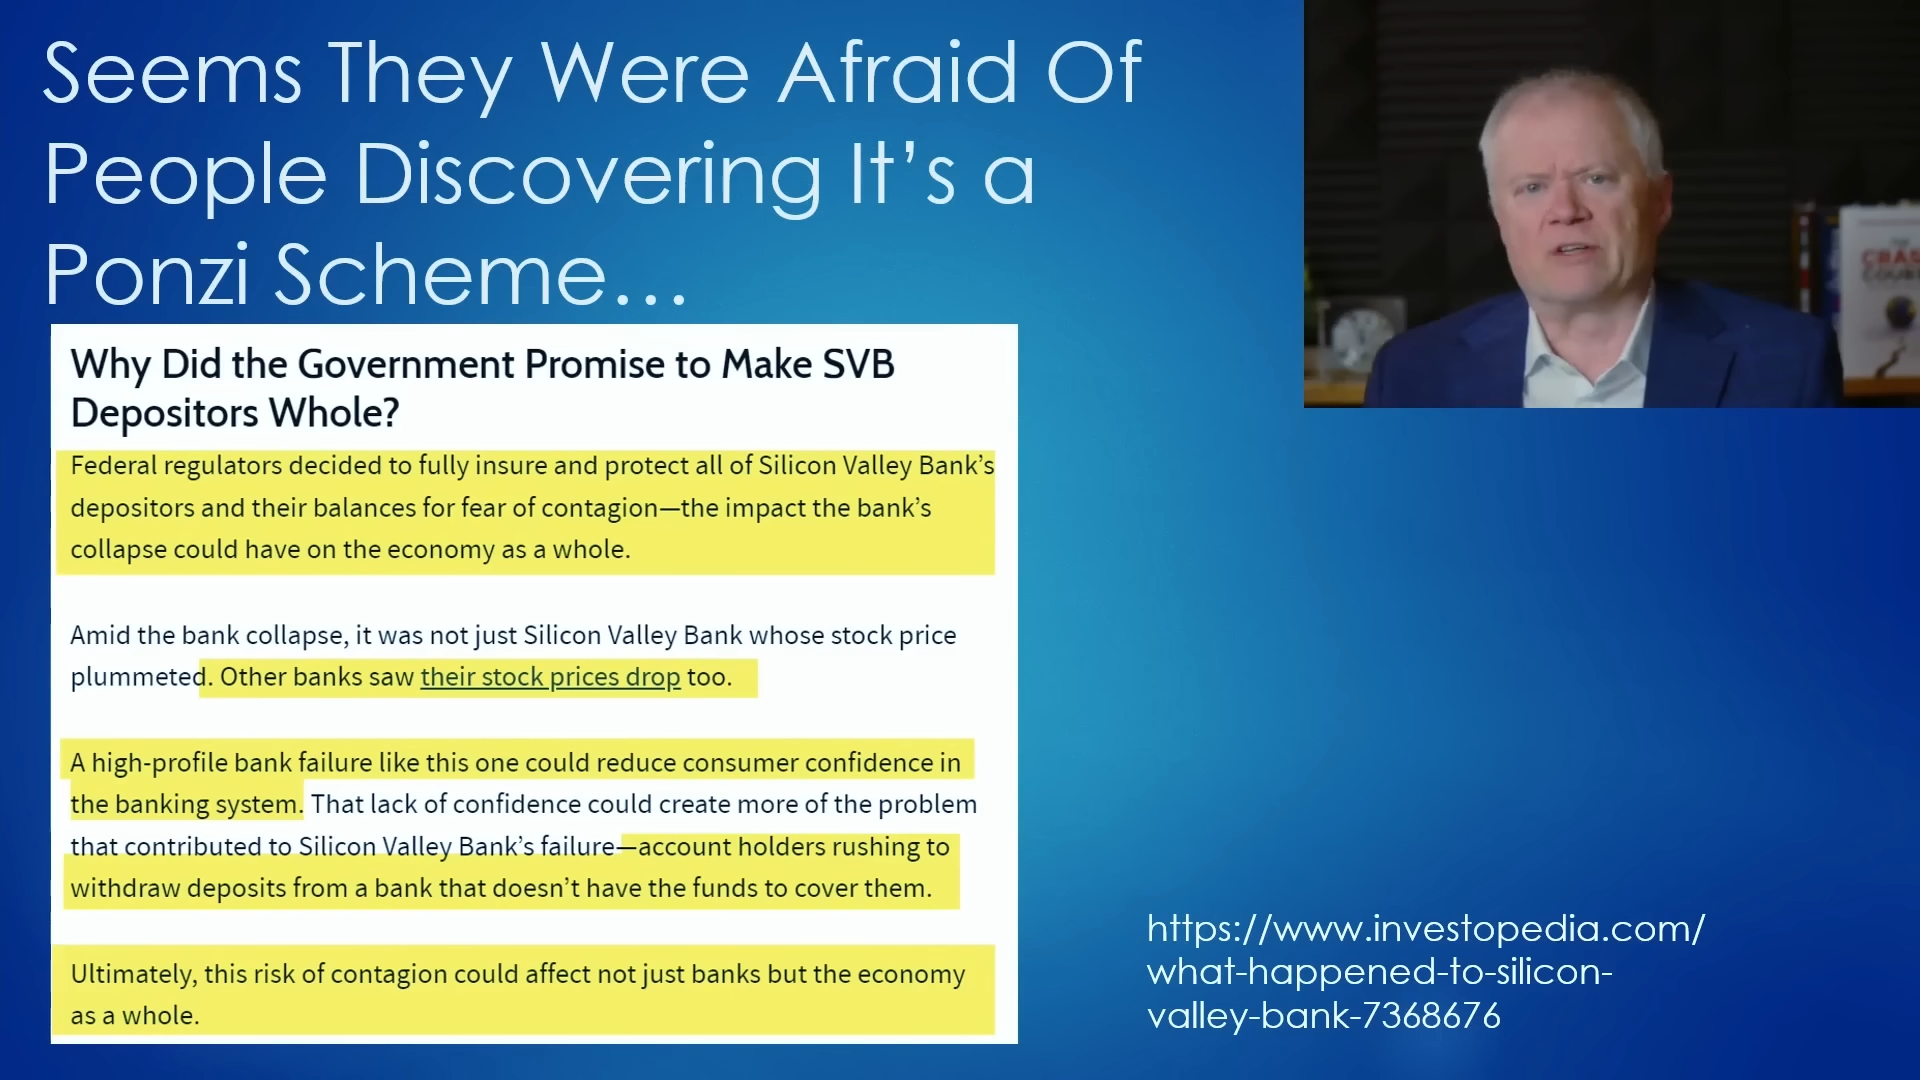 Seems They Were Afraid Of
People Discovering It’s a
Ponzi Scheme…
Why Did the Government Promise to Make SVB
Depositors Whole?
Federal regulators decided to fully insure and protect all of Silicon Valley Bank’s
depositors and their balances for fear of contagion—the impact the bank’s
collapse could have on the economy as a whole.
Amid the bank collapse, it was not just Silicon Valley Bank whose stock price
plummeted. Other banks saw their stock prices drop too.
A high-profile bank failure like this one could reduce consumer confidence in
the banking system. That lack of confidence could create more of the problem
that contributed to Silicon Valley Bank’s failure—account holders rushing to
withdraw deposits from a bank that doesn’t have the funds to cover them.
Ultimately, this risk of contagion could affect not just banks but the economy
as a whole.
https://www.investopedia.com/
what-happened-to-silicon-
valley-bank-7368676